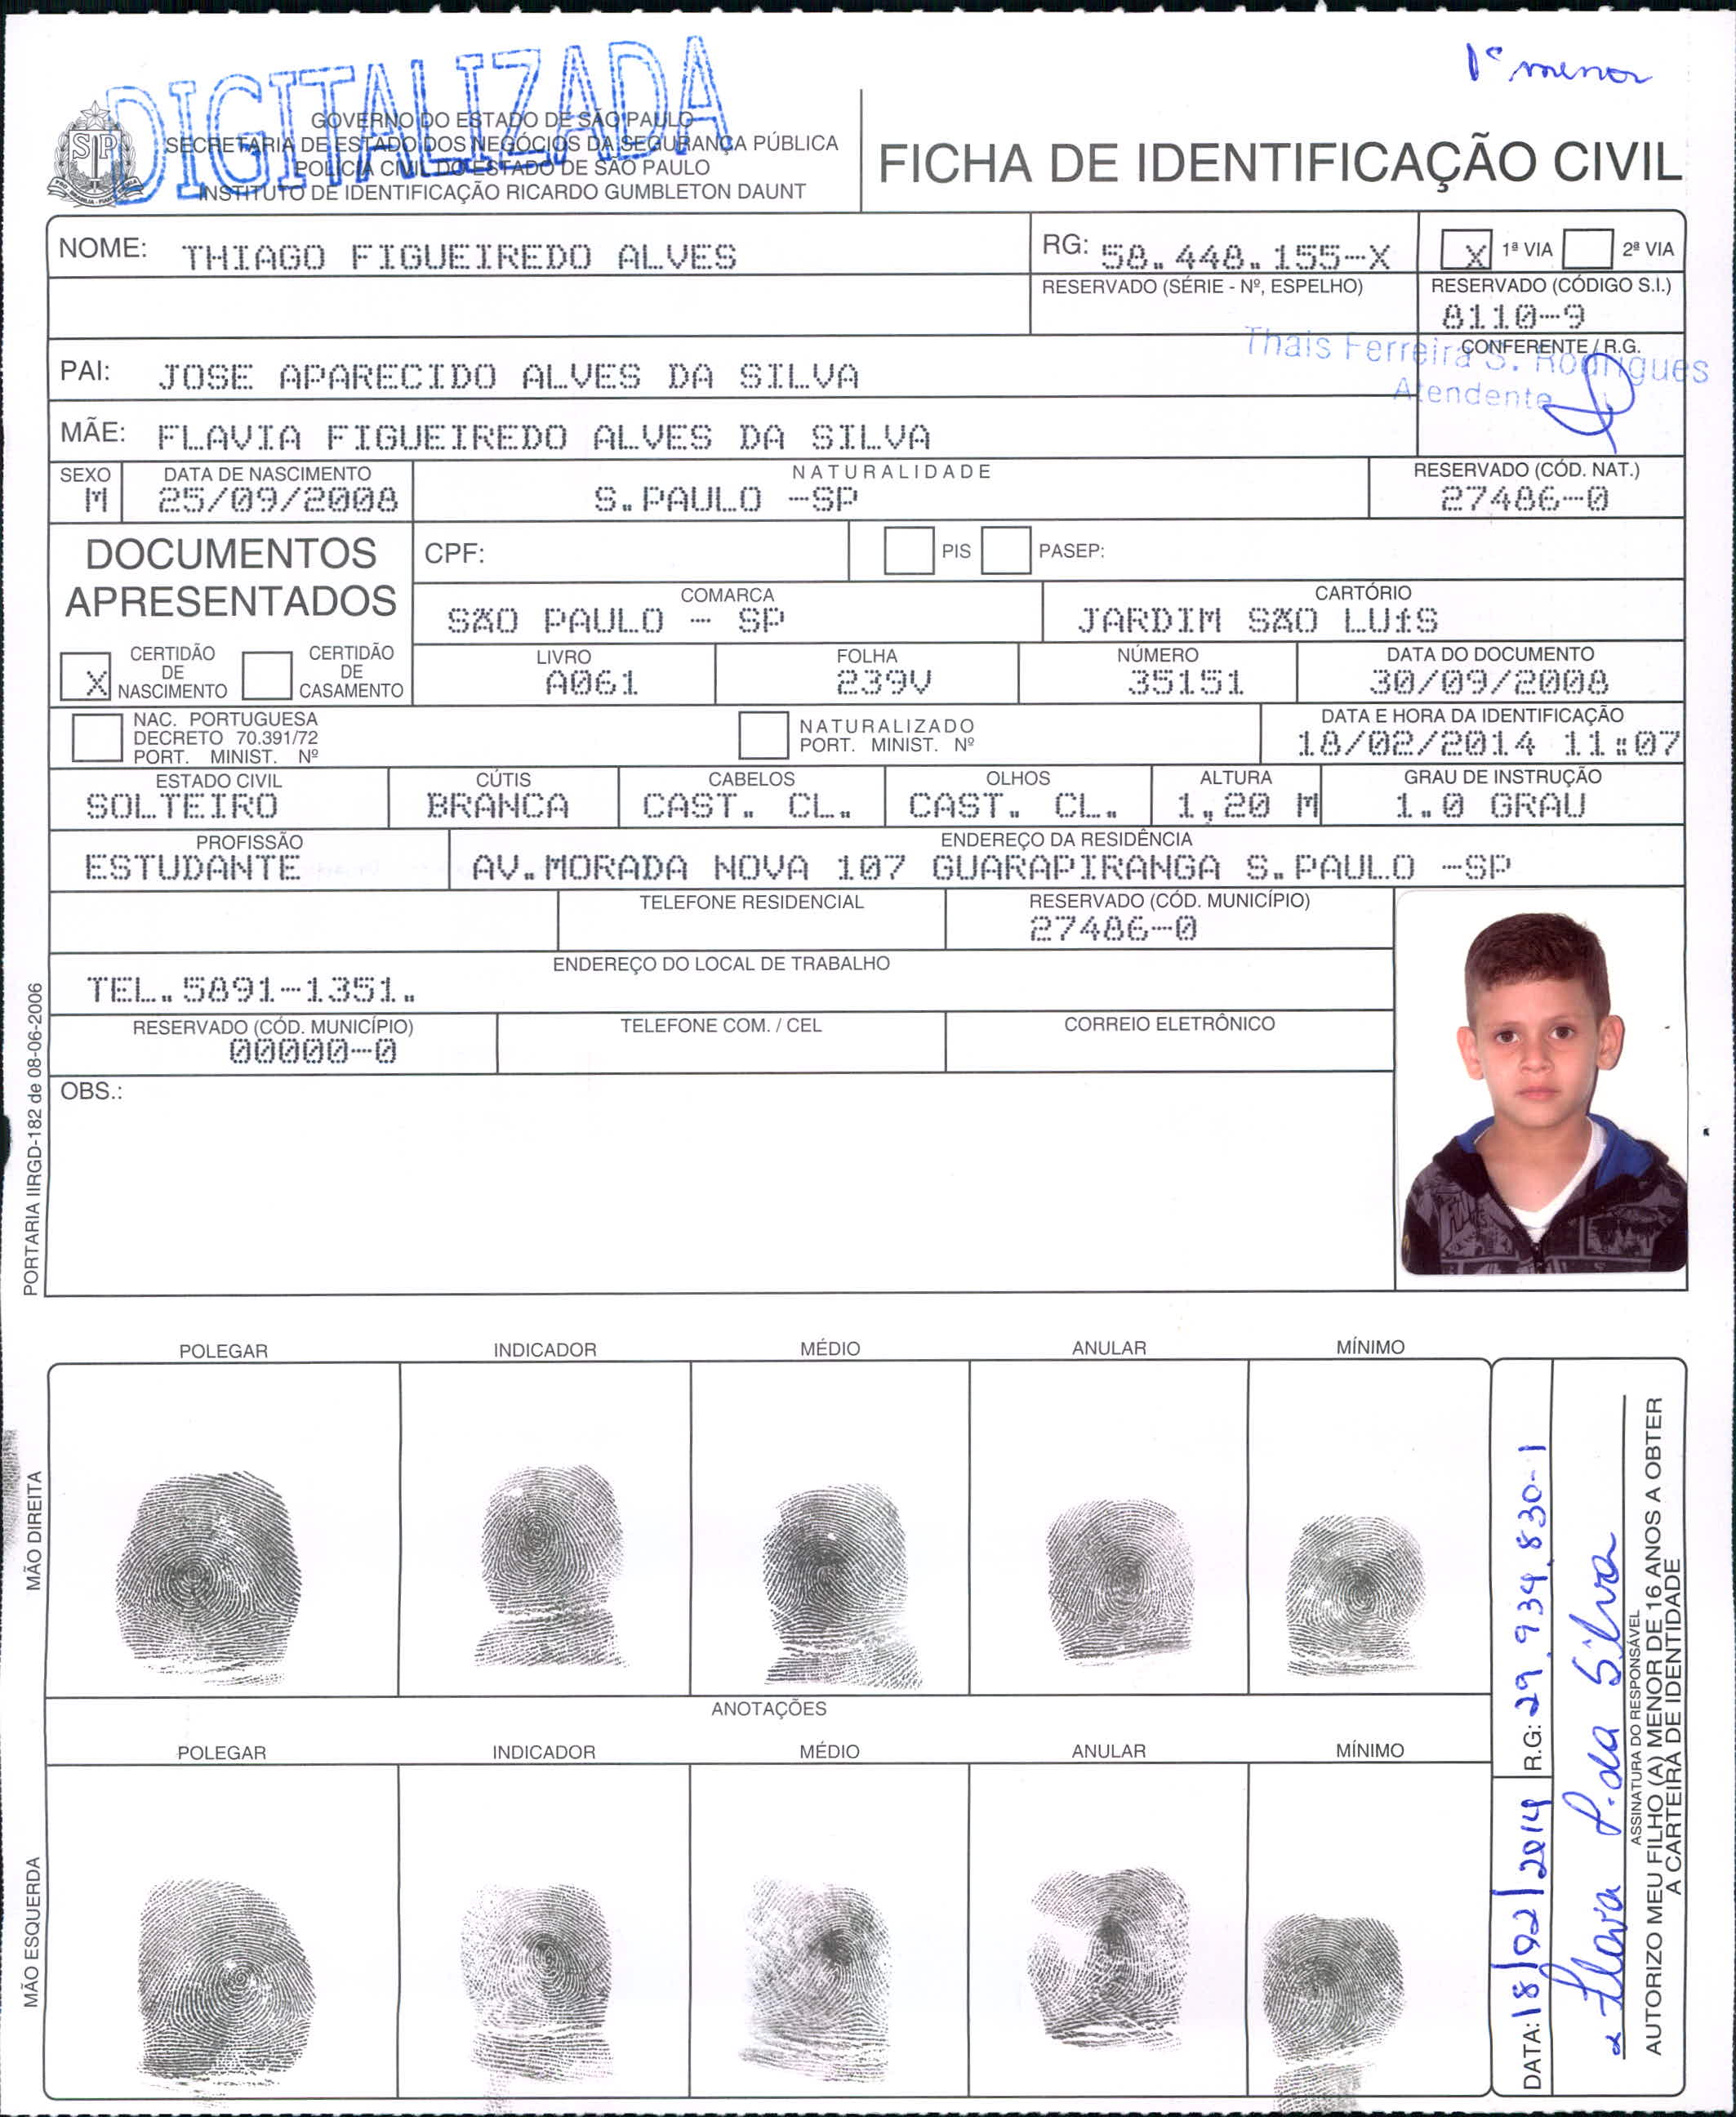 1º menor
DIGITALIZADA
GOVERNO DO ESTADO DE SÃO PAULO
SECRETARIA DE ESTADO DOS NEGÓCIOS DA SEGURANÇA PÚBLICA
POLÍCIA CIVIL DO ESTADO DE SÃO PAULO
INSTITUTO DE IDENTIFICAÇÃO RICARDO GUMBLETON DAUNT
FICHA DE IDENTIFICAÇÃO CIVIL
NOME: THIAGO FIGUEIREDO ALVES
RG: 58.448.155-X
X 1ª VIA 2ª VIA
RESERVADO (SÉRIE - Nº, ESPELHO)
RESERVADO (CÓDIGO S.I.)
8110-9
CONFERENTE / R.G.
Thais Ferreira S. Rodrigues
Atendente
PAI: JOSE APARECIDO ALVES DA SILVA
MÃE: FLAVIA FIGUEIREDO ALVES DA SILVA
SEXO
M
DATA DE NASCIMENTO
25/09/2008
NATURALIDADE
S.PAULO -SP
RESERVADO (CÓD. NAT.)
27486-0
DOCUMENTOS
APRESENTADOS
CPF:
PIS PASEP:
COMARCA
SÃO PAULO - SP
CARTÓRIO
JARDIM SÃO LUíS
X CERTIDÃO
DE
NASCIMENTO
CERTIDÃO
DE
CASAMENTO
LIVRO
A061
FOLHA
239V
NÚMERO
35151
DATA DO DOCUMENTO
30/09/2008
NAC. PORTUGUESA
DECRETO 70.391/72
PORT. MINIST. Nº
NATURALIZADO
PORT. MINIST. Nº
DATA E HORA DA IDENTIFICAÇÃO
18/02/2014 11:07
ESTADO CIVIL
SOLTEIRO
CÚTIS
BRANCA
CABELOS
CAST. CL.
OLHOS
CAST. CL.
ALTURA
1,20 M
GRAU DE INSTRUÇÃO
1.0 GRAU
PROFISSÃO
ESTUDANTE
ENDEREÇO DA RESIDÊNCIA
AV.MORADA NOVA 107 GUARAPIRANGA S.PAULO -SP
TELEFONE RESIDENCIAL
RESERVADO (CÓD. MUNICÍPIO)
27486-0
ENDEREÇO DO LOCAL DE TRABALHO
TEL.5891-1351.
RESERVADO (CÓD. MUNICÍPIO)
00000-0
TELEFONE COM. / CEL
CORREIO ELETRÔNICO
OBS.:
PORTARIA IIRGD-182 de 08-06-2006
POLEGAR INDICADOR MÉDIO ANULAR MÍNIMO
MÃO DIREITA
ANOTAÇÕES
POLEGAR INDICADOR MÉDIO ANULAR MÍNIMO
MÃO ESQUERDA
DATA: 18/02/2014 R.G: 29.934.830-1
Flavia F. da Silva
ASSINATURA DO RESPONSÁVEL
AUTORIZO MEU FILHO (A) MENOR DE 16 ANOS A OBTER
A CARTEIRA DE IDENTIDADE